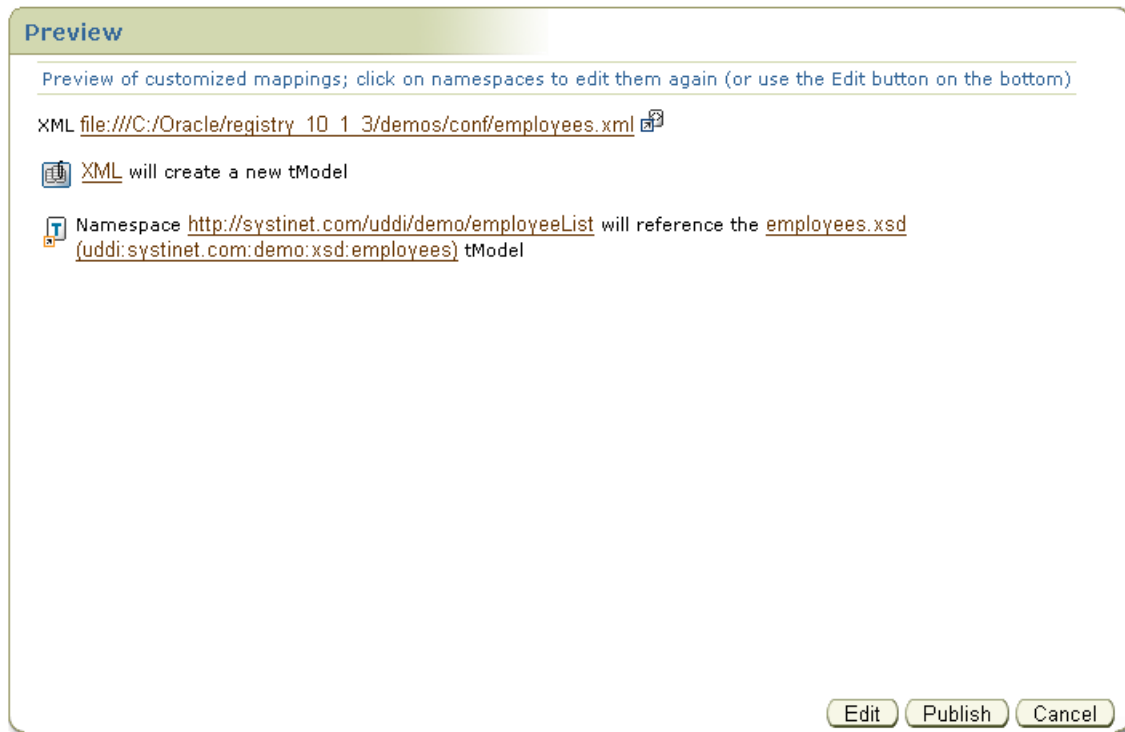 Preview
Preview of customized mappings; click on namespaces to edit them again (or use the Edit button on the bottom)
XML file:///C:/Oracle/registry_10_1_3/demos/conf/employees.xml
XML will create a new tModel
Namespace http://systinet.com/uddi/demo/employeeList will reference the employees.xsd
(uddi:systinet.com:demo:xsd:employees) tModel
Edit Publish Cancel